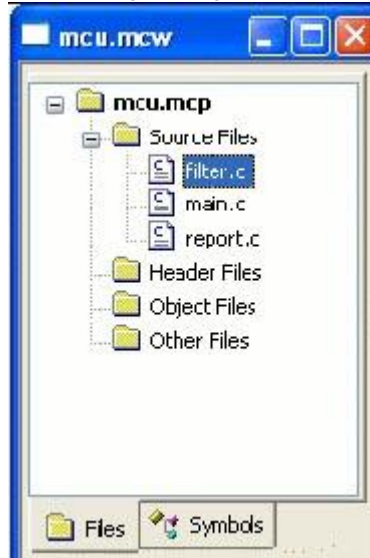 mcu.mcw
mcu.mcp
Source Files
filter.c
main.c
report.c
Header Files
Object Files
Other Files
Files
Symbols